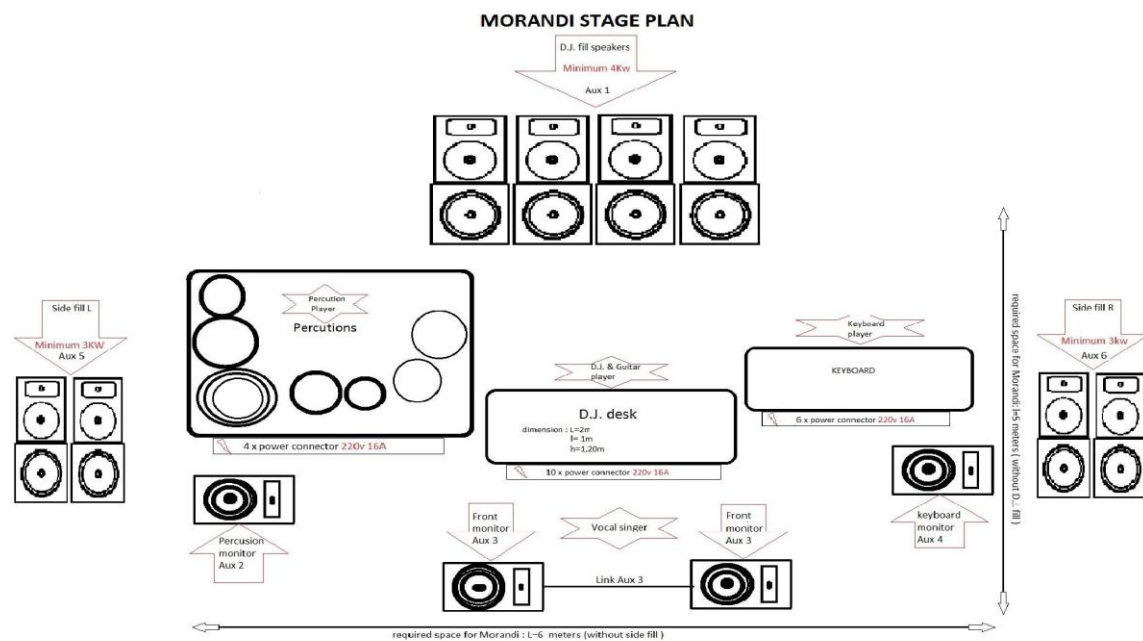 MORANDI STAGE PLAN
D.J. fill speakers
Minimum 4Kw
Aux 1
Side fill L
Minimum 3KW
Aux 5
Percution
Player
Percutions
4 x power connector 220v 16A
D.J. & Guitar
player
D.J. desk
dimension : L=2m
l= 1m
h=1,20m
10 x power connector 220v 16A
Keyboard
player
KEYBOARD
6 x power connector 220v 16A
Side fill R
Minimum 3kw
Aux 6
required space for Morandi: l=5 meters ( without D.J. fill )
Percusion
monitor
Aux 2
Front
monitor
Aux 3
Vocal singer
Front
monitor
Aux 3
keyboard
monitor
Aux 4
Link Aux 3
required space for Morandi : L=6 meters (without side fill )